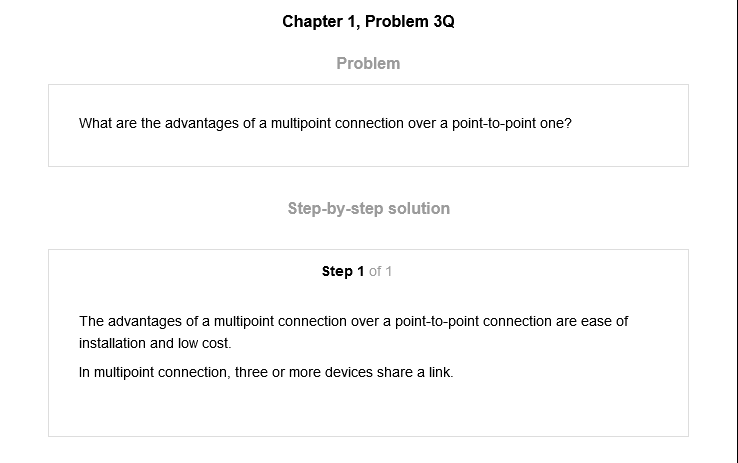 Chapter 1, Problem 3Q
Problem
What are the advantages of a multipoint connection over a point-to-point one?
Step-by-step solution
Step 1 of 1
The advantages of a multipoint connection over a point-to-point connection are ease of
installation and low cost.
In multipoint connection, three or more devices share a link.